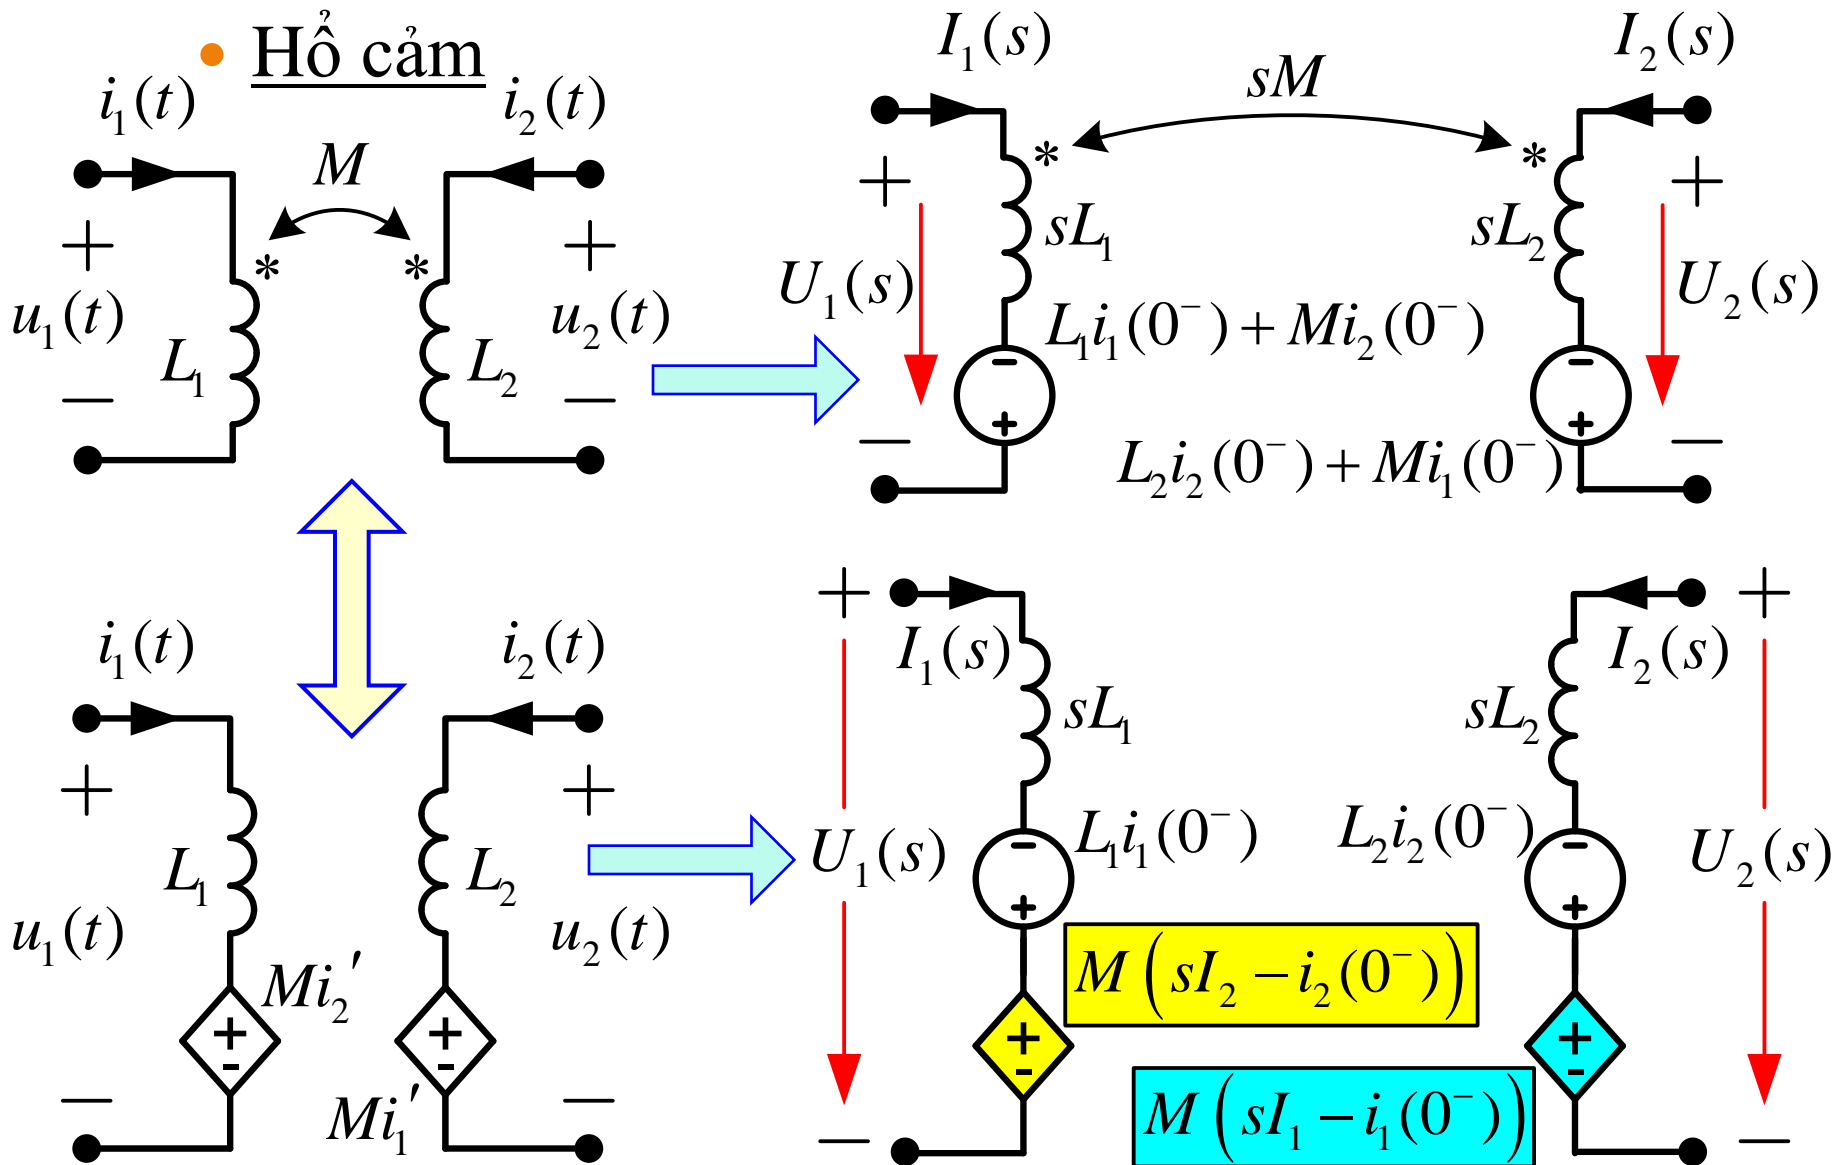 • Hổ cảm
i₁(t)
i₂(t)
M
*
*
+
+
u₁(t)
u₂(t)
L₁
L₂
−
−
I₁(s)
I₂(s)
sM
*
*
+
+
sL₁
sL₂
U₁(s)
U₂(s)
L₁i₁(0⁻) + Mi₂(0⁻)
-
-
+
+
−
−
L₂i₂(0⁻) + Mi₁(0⁻)
i₁(t)
i₂(t)
+
+
L₁
L₂
u₁(t)
u₂(t)
Mi₂′
+
-
+
-
Mi₁′
−
−
+
+
I₁(s)
I₂(s)
sL₁
sL₂
L₁i₁(0⁻)
L₂i₂(0⁻)
U₁(s)
U₂(s)
-
-
+
+
M(sI₂ − i₂(0⁻))
+
-
+
-
M(sI₁ − i₁(0⁻))
−
−